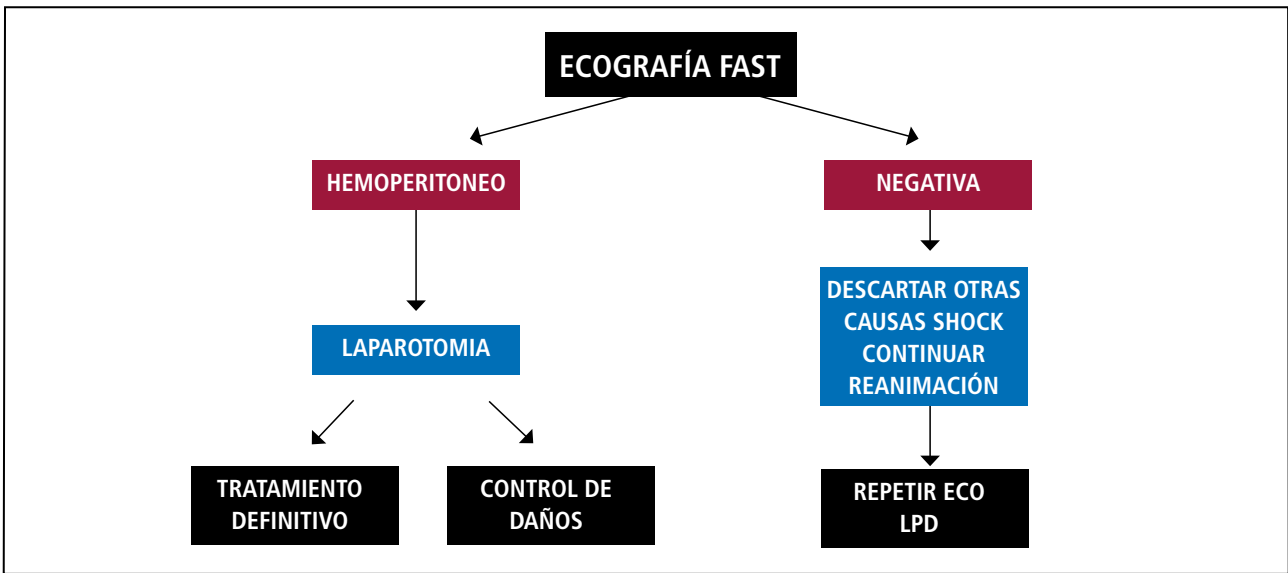 ECOGRAFÍA FAST
HEMOPERITONEO
NEGATIVA
LAPAROTOMIA
DESCARTAR OTRAS
CAUSAS SHOCK
CONTINUAR
REANIMACIÓN
TRATAMIENTO
DEFINITIVO
CONTROL DE
DAÑOS
REPETIR ECO
LPD